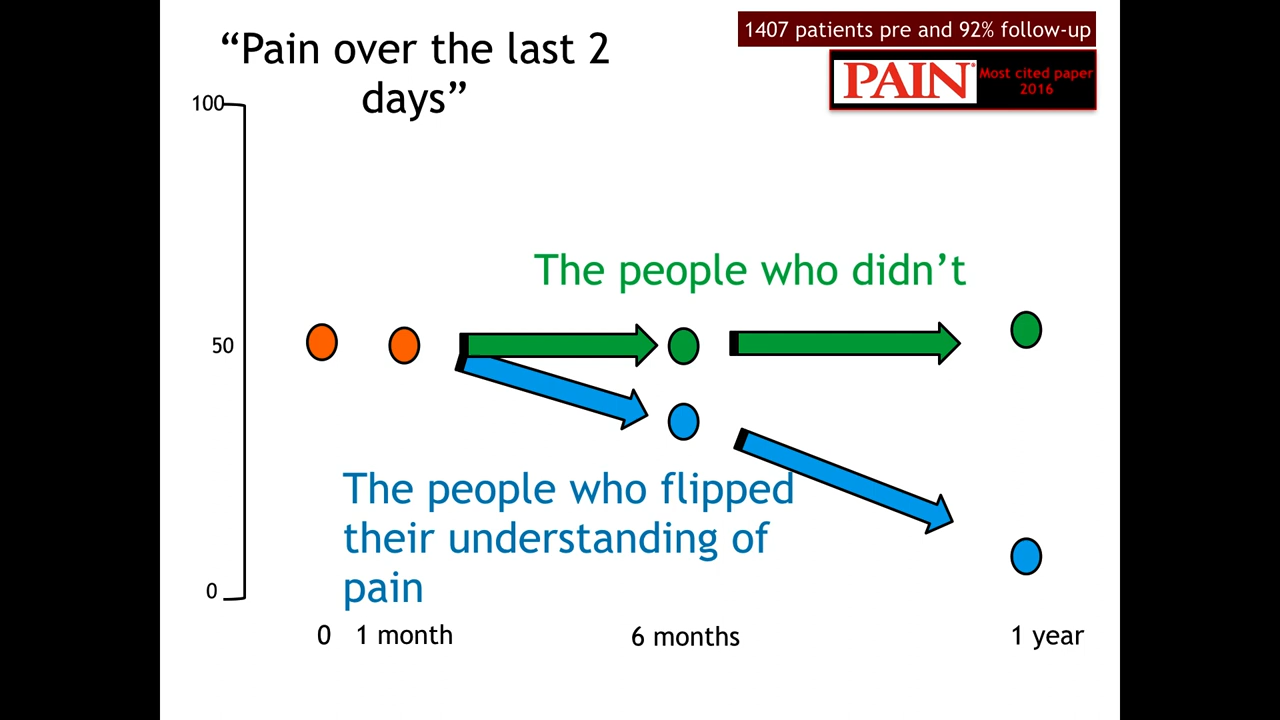 “Pain over the last 2
days”
1407 patients pre and 92% follow-up
PAIN®
Most cited paper
2016
100
50
0
The people who didn’t
The people who flipped
their understanding of
pain
0 1 month 6 months 1 year